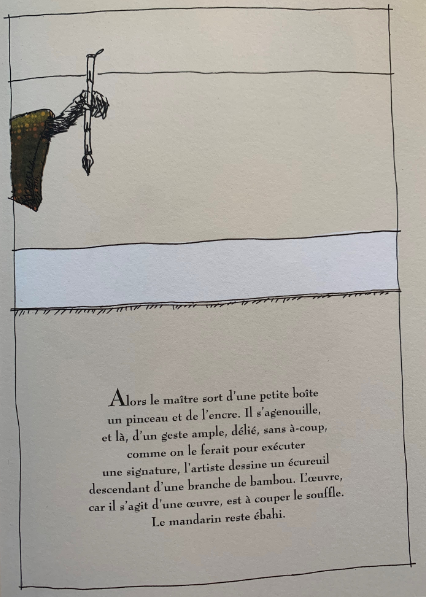 Alors le maître sort d'une petite boîte
un pinceau et de l'encre. Il s'agenouille,
et là, d'un geste ample, délié, sans à-coup,
comme on le ferait pour exécuter
une signature, l'artiste dessine un écureuil
descendant d'une branche de bambou. L'œuvre,
car il s'agit d'une œuvre, est à couper le souffle.
Le mandarin reste ébahi.